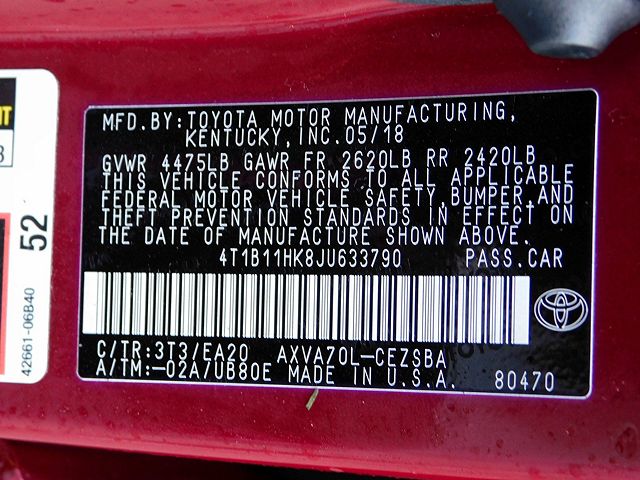 MFD.BY:TOYOTA MOTOR MANUFACTURING,
KENTUCKY,INC.05/18
GVWR 4475LB GAWR FR 2620LB RR 2420LB
THIS VEHICLE CONFORMS TO ALL APPLICABLE
FEDERAL MOTOR VEHICLE SAFETY,BUMPER,AND
THEFT PREVENTION STANDARDS IN EFFECT ON
THE DATE OF MANUFACTURE SHOWN ABOVE.
4T1B11HK8JU633790 PASS.CAR
C/TR:3T3/EA20 AXVA70L-CEZSBA
A/TM:-02A/UB80E MADE IN U.S.A. 80470
52
42661-06B40